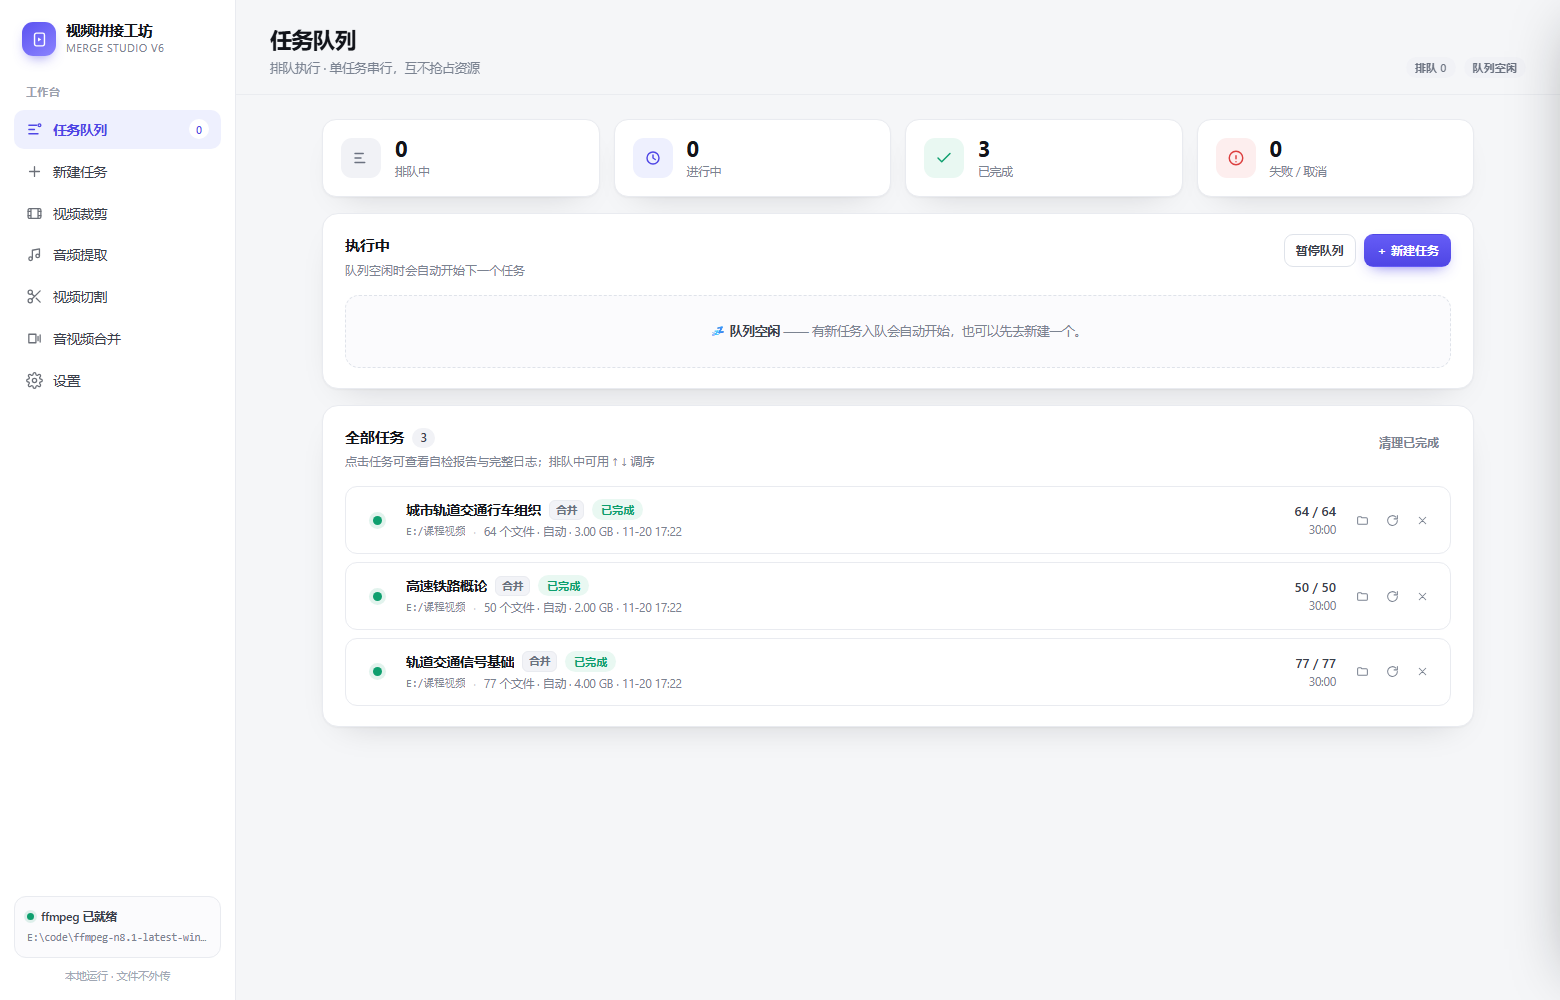 视频拼接工坊
MERGE STUDIO V6
工作台
任务队列 0
新建任务
视频裁剪
音频提取
视频切割
音视频合并
设置
ffmpeg 已就绪
E:\code\ffmpeg-n8.1-latest-win…
本地运行 · 文件不外传
任务队列
排队执行 · 单任务串行，互不抢占资源
排队 0 队列空闲
0
排队中
0
进行中
3
已完成
0
失败 / 取消
执行中
队列空闲时会自动开始下一个任务
暂停队列 + 新建任务
💤 队列空闲 —— 有新任务入队会自动开始，也可以先去新建一个。
全部任务 3
点击任务可查看自检报告与完整日志；排队中可用 ↑ ↓ 调序
清理已完成
城市轨道交通行车组织 合并 已完成
E:/课程视频 · 64 个文件 · 自动 · 3.00 GB · 11-20 17:22
64 / 64
30:00
高速铁路概论 合并 已完成
E:/课程视频 · 50 个文件 · 自动 · 2.00 GB · 11-20 17:22
50 / 50
30:00
轨道交通信号基础 合并 已完成
E:/课程视频 · 77 个文件 · 自动 · 4.00 GB · 11-20 17:22
77 / 77
30:00